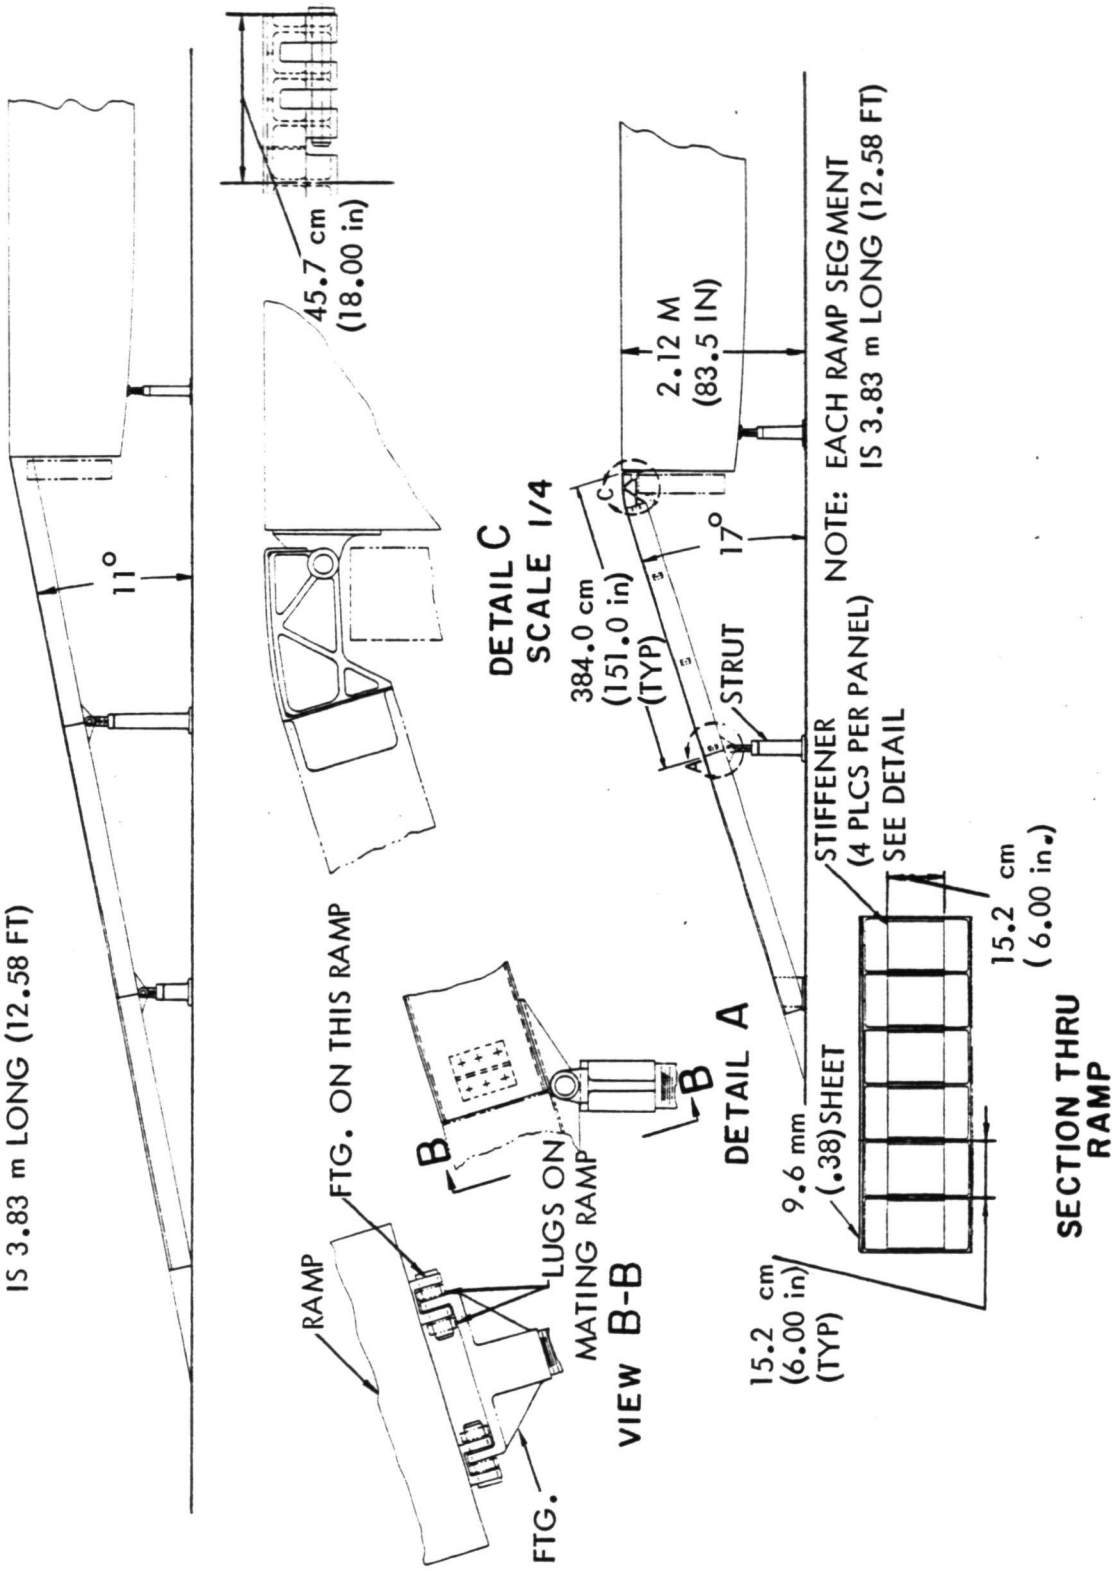 IS 3.83 m LONG (12.58 FT)
11°
45.7 cm
(18.00 in)
RAMP
FTG. ON THIS RAMP
LUGS ON
MATING RAMP
FTG.
VIEW B-B
B
B
DETAIL A
DETAIL C
SCALE 1/4
384.0 cm
(151.0 in)
(TYP)
C
A
2.12 M
(83.5 IN)
17°
STRUT
NOTE: EACH RAMP SEGMENT
IS 3.83 m LONG (12.58 FT)
STIFFENER
(4 PLCS PER PANEL)
SEE DETAIL
9.6 mm
(.38) SHEET
15.2 cm
(6.00 in)
(TYP)
15.2 cm
(6.00 in.)
SECTION THRU
RAMP